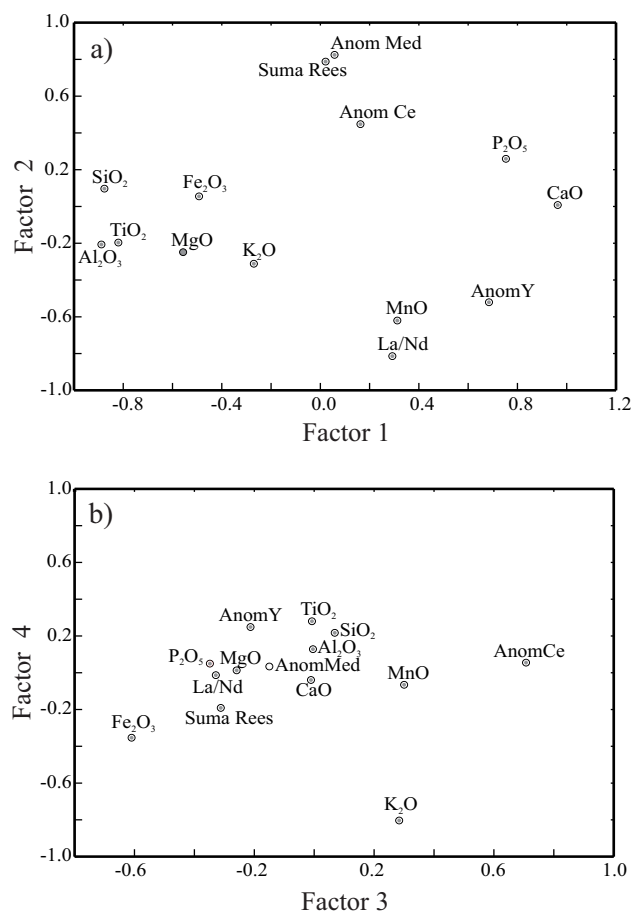 1.0
a)
Anom Med
Suma Rees
0.6
Anom Ce
P₂O₅
0.2
SiO₂ Fe₂O₃ CaO
Factor 2
TiO₂
-0.2
Al₂O₃ MgO K₂O
AnomY
MnO
-0.6
La/Nd
-1.0
-0.8 -0.4 0.0 0.4 0.8 1.2
Factor 1
1.0
b)
0.6
Factor 4
AnomY TiO₂
0.2 SiO₂
P₂O₅ MgO Al₂O₃ AnomCe
AnomMed MnO
La/Nd CaO
-0.2
Fe₂O₃ Suma Rees
-0.6
K₂O
-1.0
-0.6 -0.2 0.2 0.6 1.0
Factor 3